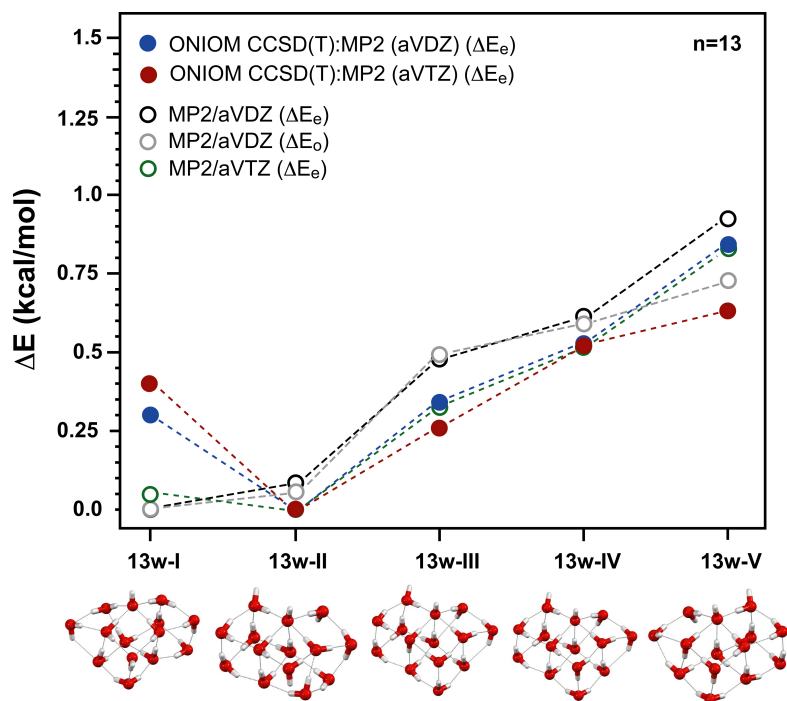 1.5
1.25
1.0
0.75
0.5
0.25
0.0
ΔE (kcal/mol)
n=13
ONIOM CCSD(T):MP2 (aVDZ) (ΔEₑ)
ONIOM CCSD(T):MP2 (aVTZ) (ΔEₑ)
MP2/aVDZ (ΔEₑ)
MP2/aVDZ (ΔEₒ)
MP2/aVTZ (ΔEₑ)
13w-I 13w-II 13w-III 13w-IV 13w-V